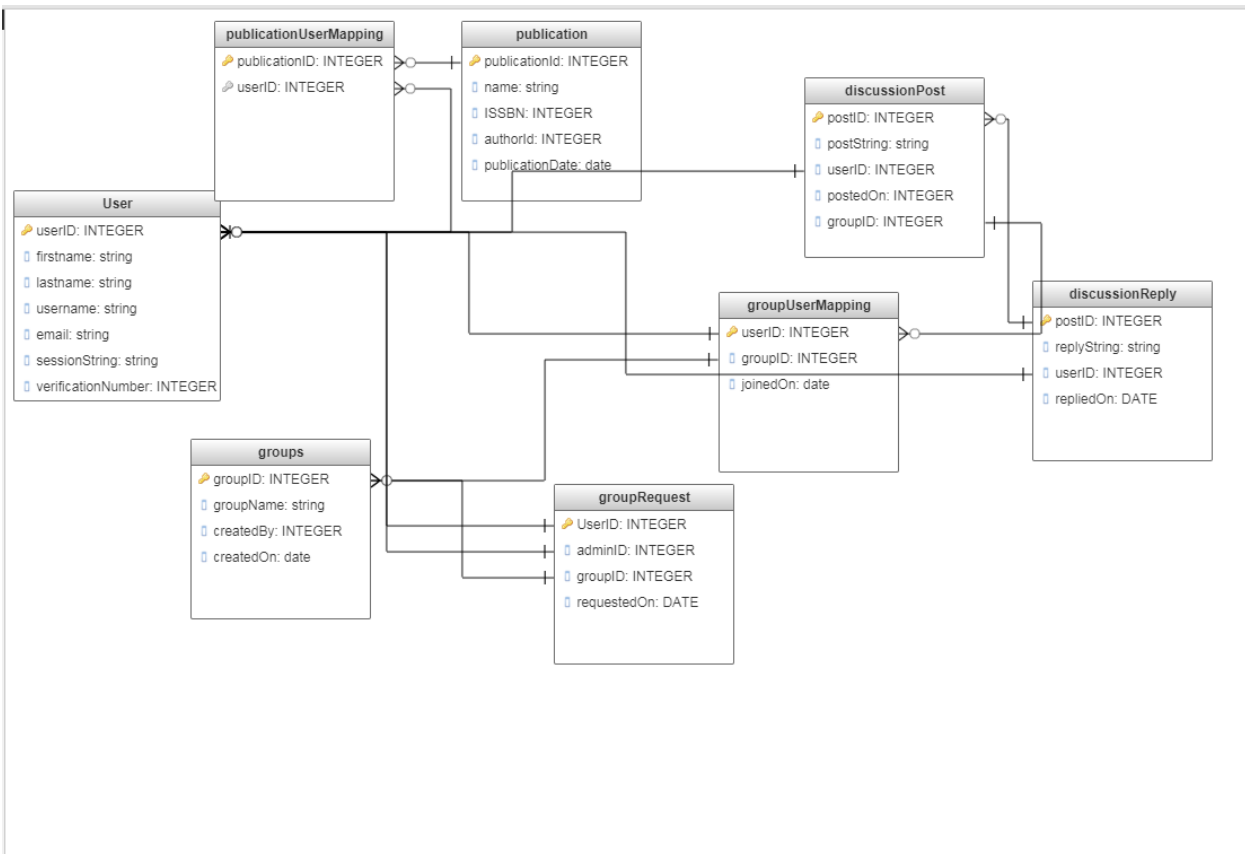 publicationUserMapping
publicationID: INTEGER
userID: INTEGER
publication
publicationId: INTEGER
name: string
ISSBN: INTEGER
authorId: INTEGER
publicationDate: date
discussionPost
postID: INTEGER
postString: string
userID: INTEGER
postedOn: INTEGER
groupID: INTEGER
User
userID: INTEGER
firstname: string
lastname: string
username: string
email: string
sessionString: string
verificationNumber: INTEGER
groupUserMapping
userID: INTEGER
groupID: INTEGER
joinedOn: date
discussionReply
postID: INTEGER
replyString: string
userID: INTEGER
repliedOn: DATE
groups
groupID: INTEGER
groupName: string
createdBy: INTEGER
createdOn: date
groupRequest
UserID: INTEGER
adminID: INTEGER
groupID: INTEGER
requestedOn: DATE